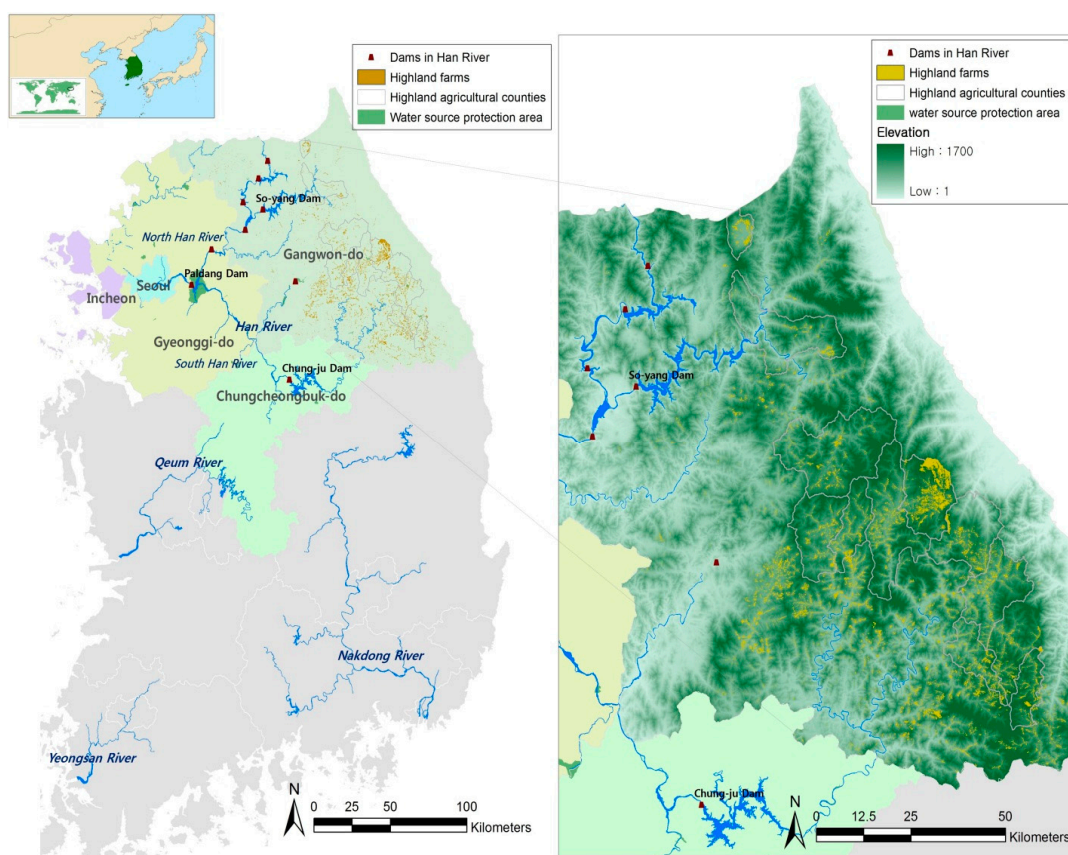 Dams in Han River
Highland farms
Highland agricultural counties
Water source protection area
So-yang Dam
North Han River
Gangwon-do
Paldang Dam
Seoul
Incheon
Han River
Gyeonggi-do
South Han River
Chung-ju Dam
Chungcheongbuk-do
Qeum River
Nakdong River
Yeongsan River
N
0 25 50 100
Kilometers
Dams in Han River
Highland farms
Highland agricultural counties
water source protection area
Elevation
High : 1700
Low : 1
So-yang Dam
Chung-ju Dam
N
0 12.5 25 50
Kilometers